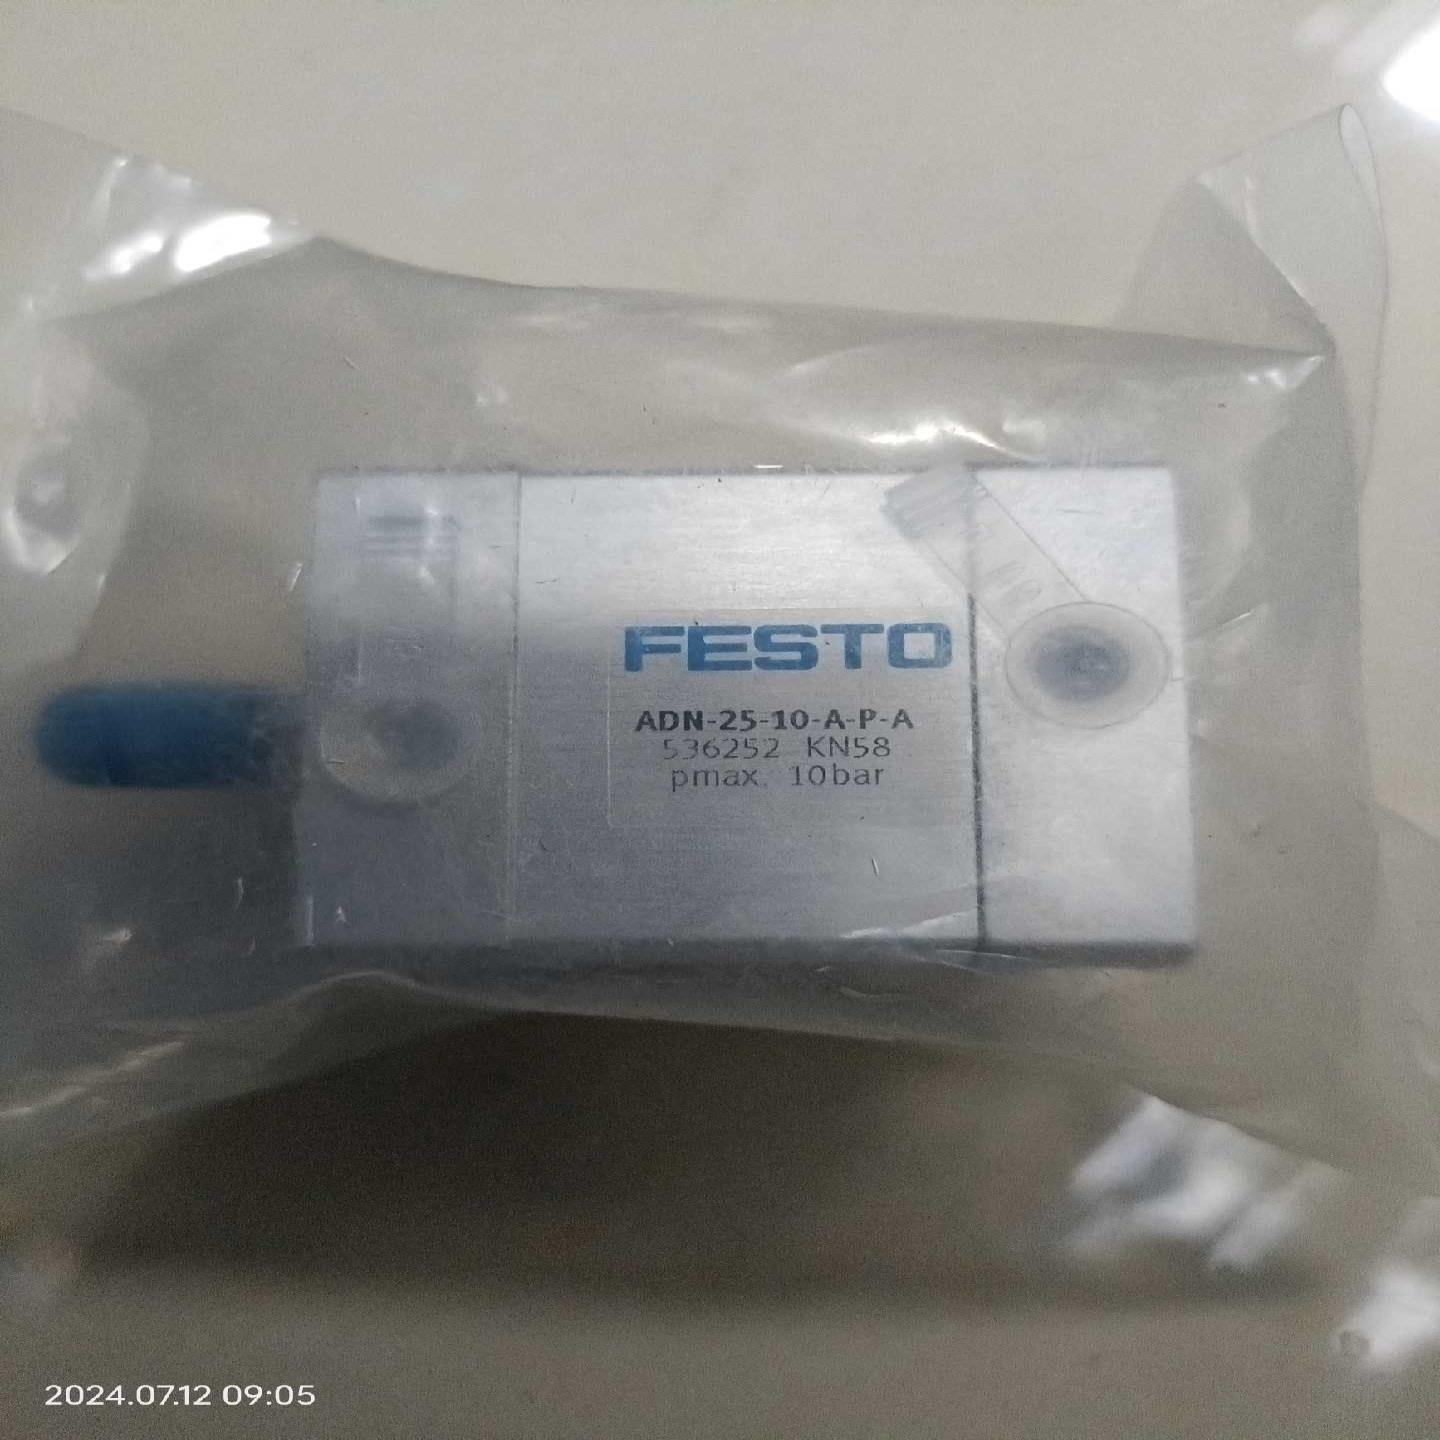 FESTO
ADN-25-10-A-P-A
536252 KN58
pmax. 10bar
2024.07.12 09:05